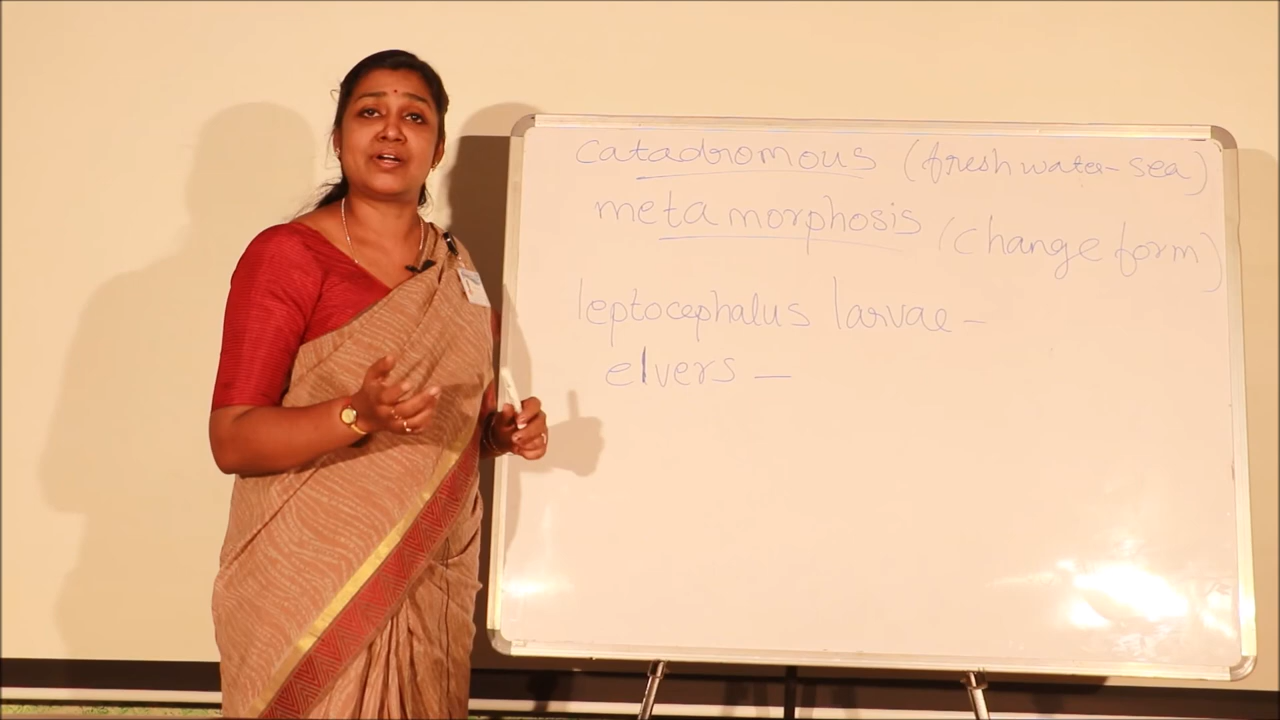 catadromous (freshwater-sea)
metamorphosis (change form)
leptocephalus larvae -
elvers -